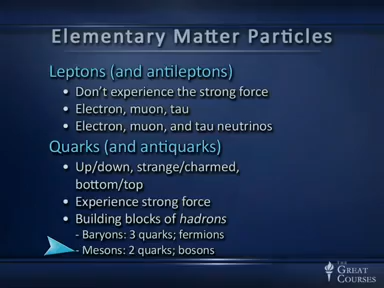 Elementary Matter Particles
Leptons (and antileptons)
• Don't experience the strong force
• Electron, muon, tau
• Electron, muon, and tau neutrinos
Quarks (and antiquarks)
• Up/down, strange/charmed,
bottom/top
• Experience strong force
• Building blocks of hadrons
- Baryons: 3 quarks; fermions
- Mesons: 2 quarks; bosons
THE
GREAT
COURSES